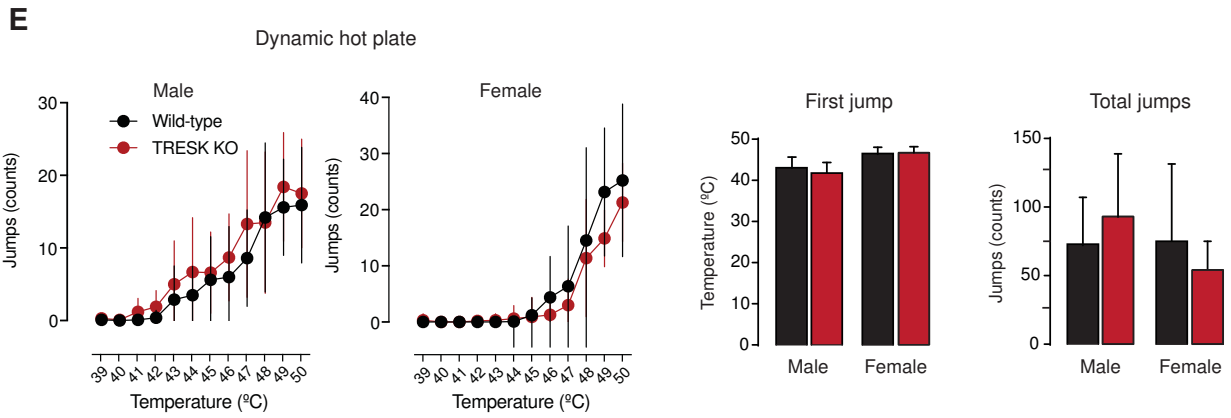 E
Dynamic hot plate
Male
Wild-type
TRESK KO
Jumps (counts)
30
20
10
0
39 40 41 42 43 44 45 46 47 48 49 50
Temperature (ºC)
Female
Jumps (counts)
40
30
20
10
0
39 40 41 42 43 44 45 46 47 48 49 50
Temperature (ºC)
First jump
Temperature (ºC)
50
40
30
20
10
0
Male Female
Total jumps
Jumps (counts)
150
100
50
0
Male Female